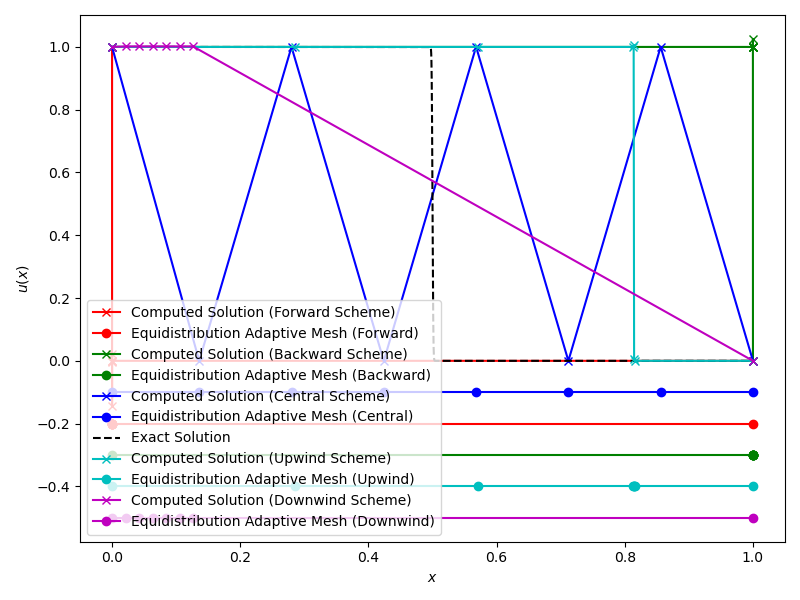 1.0
0.8
0.6
0.4
0.2
0.0
−0.2
−0.4
u(x)
Computed Solution (Forward Scheme)
Equidistribution Adaptive Mesh (Forward)
Computed Solution (Backward Scheme)
Equidistribution Adaptive Mesh (Backward)
Computed Solution (Central Scheme)
Equidistribution Adaptive Mesh (Central)
Exact Solution
Computed Solution (Upwind Scheme)
Equidistribution Adaptive Mesh (Upwind)
Computed Solution (Downwind Scheme)
Equidistribution Adaptive Mesh (Downwind)
0.0 0.2 0.4 0.6 0.8 1.0
x